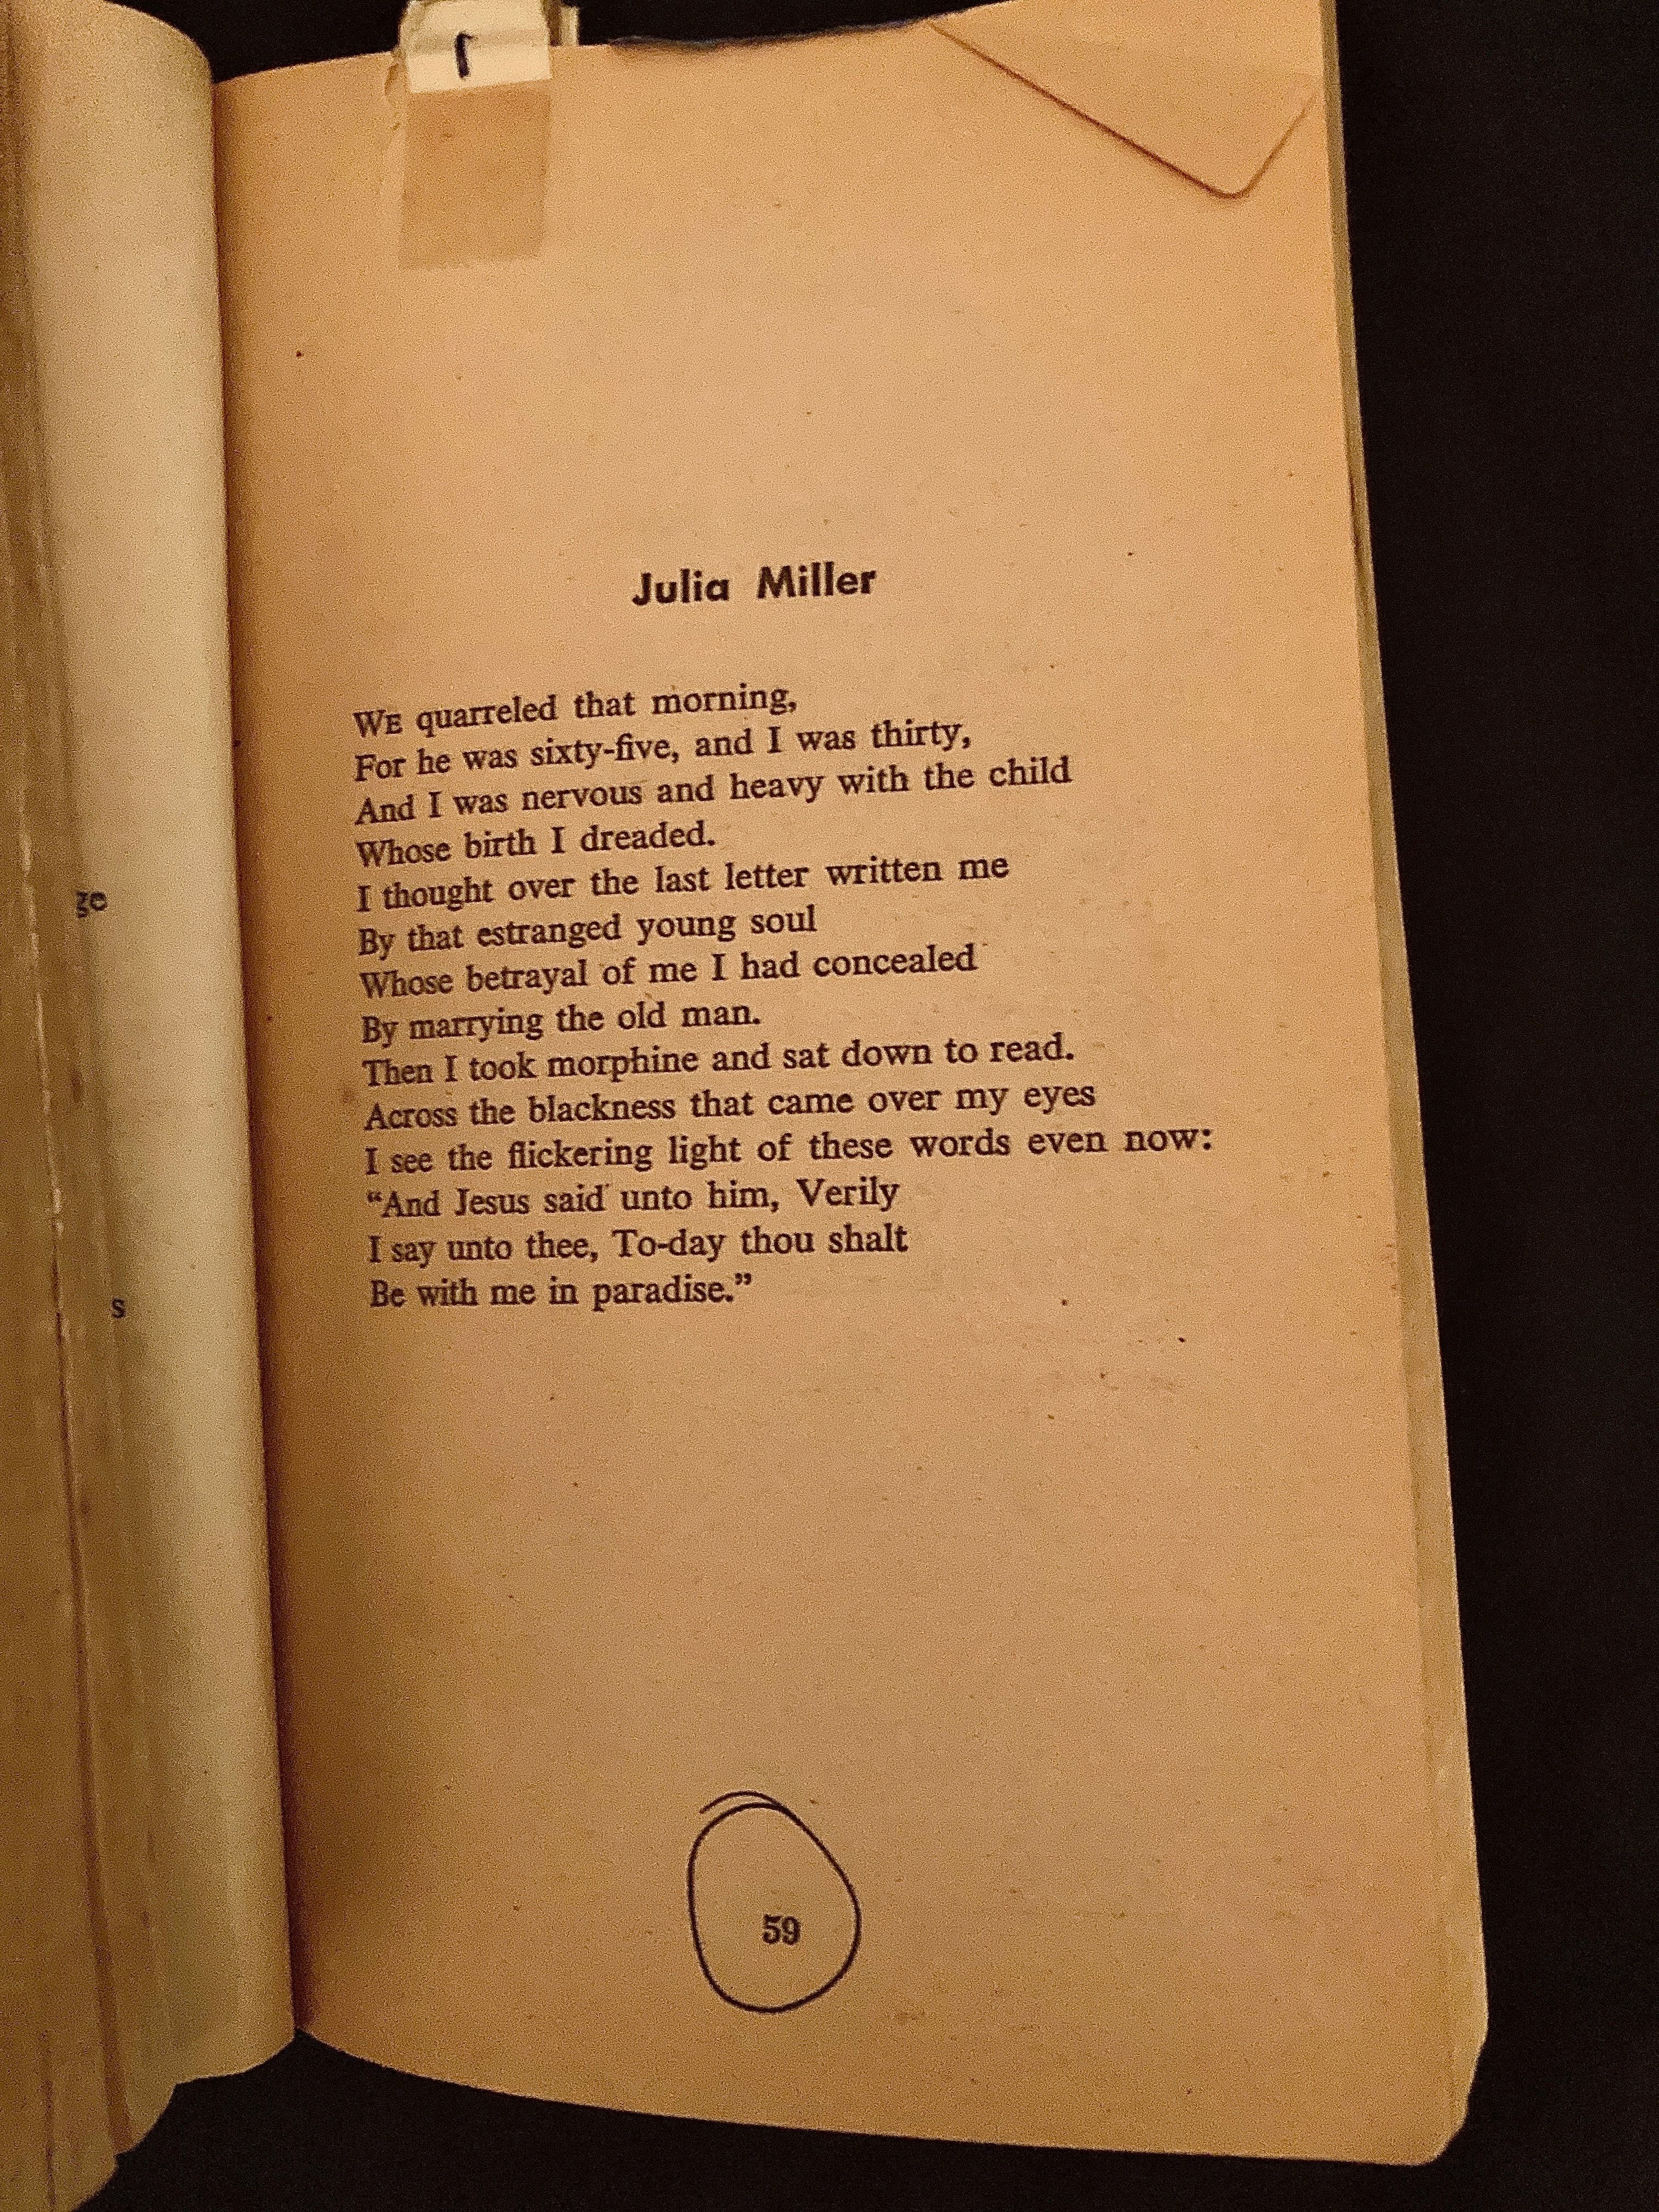 1
ge
s
Julia Miller
WE quarreled that morning,
For he was sixty-five, and I was thirty,
And I was nervous and heavy with the child
Whose birth I dreaded.
I thought over the last letter written me
By that estranged young soul
Whose betrayal of me I had concealed
By marrying the old man.
Then I took morphine and sat down to read.
Across the blackness that came over my eyes
I see the flickering light of these words even now:
“And Jesus said unto him, Verily
I say unto thee, To-day thou shalt
Be with me in paradise.”
59